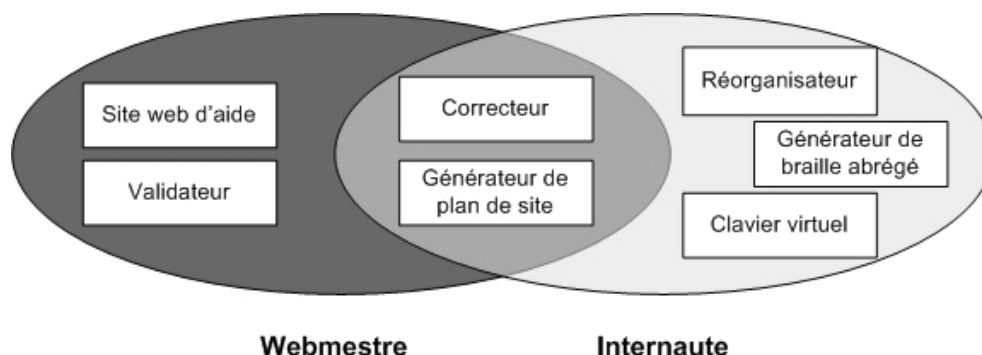 Site web d'aide
Validateur
Correcteur
Générateur de
plan de site
Réorganisateur
Générateur de
braille abrégé
Clavier virtuel
Webmestre
Internaute